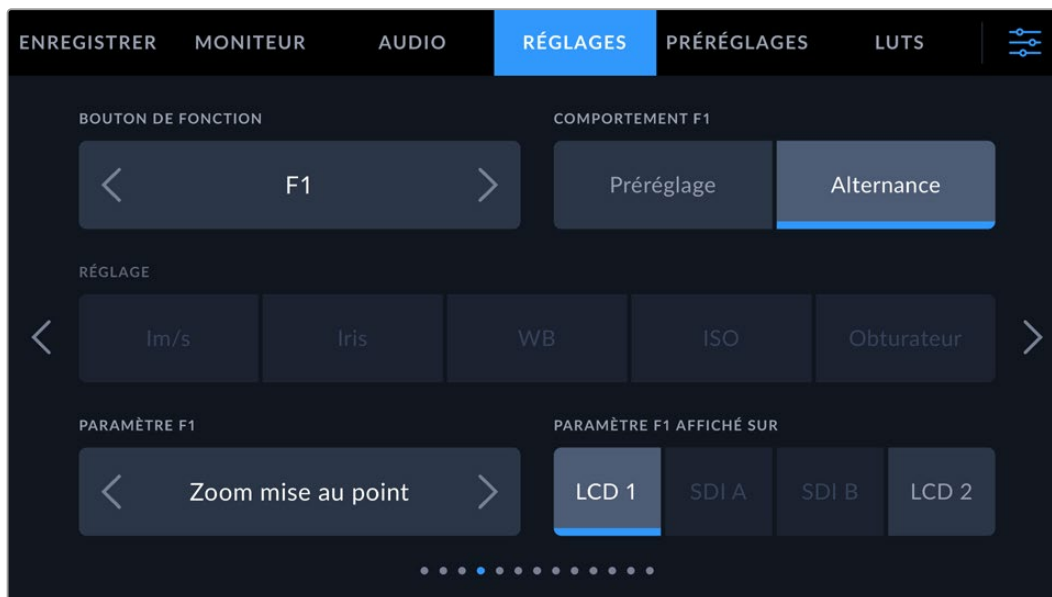 ENREGISTRER MONITEUR AUDIO RÉGLAGES PRÉRÉGLAGES LUTS
BOUTON DE FONCTION COMPORTEMENT F1
F1 Préréglage Alternance
RÉGLAGE
Im/s Iris WB ISO Obturateur
PARAMÈTRE F1 PARAMÈTRE F1 AFFICHÉ SUR
Zoom mise au point LCD 1 SDI A SDI B LCD 2